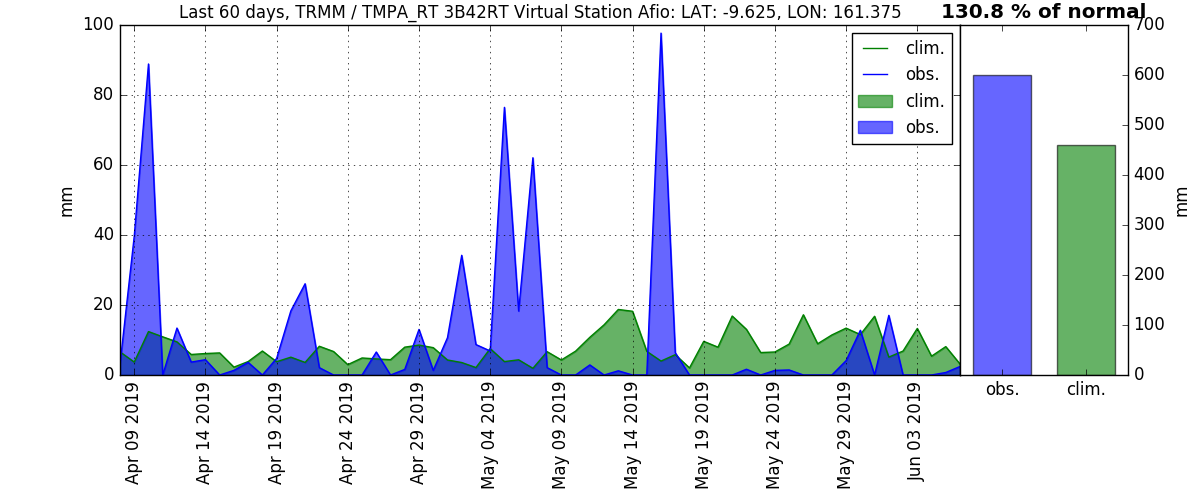 Last 60 days, TRMM / TMPA_RT 3B42RT Virtual Station Afio: LAT: -9.625, LON: 161.375
130.8 % of normal
100
80
60
40
20
0
mm
clim.
obs.
clim.
obs.
700
600
500
400
300
200
100
0
mm
obs.
clim.
Apr 09 2019
Apr 14 2019
Apr 19 2019
Apr 24 2019
Apr 29 2019
May 04 2019
May 09 2019
May 14 2019
May 19 2019
May 24 2019
May 29 2019
Jun 03 2019